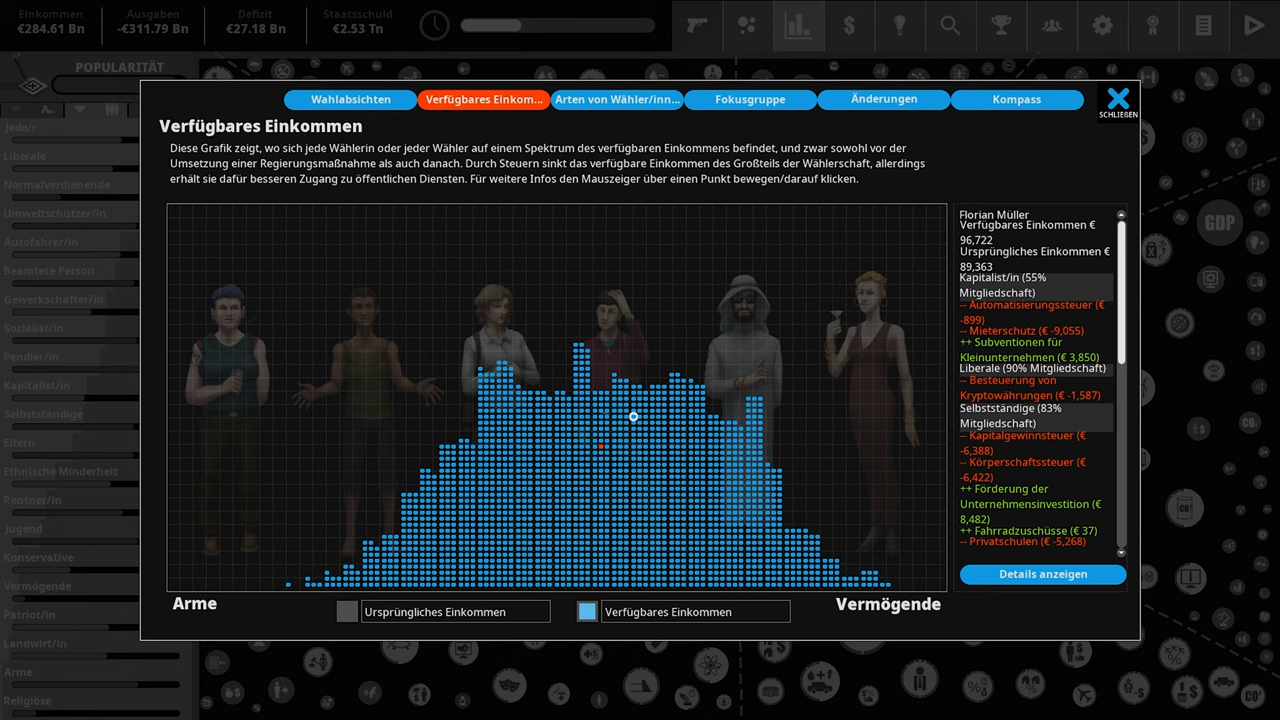 Einkommen
€284.61 Bn
Ausgaben
-€311.79 Bn
Defizit
€27.18 Bn
Staatsschuld
€2.53 Tn
POPULARITÄT
Jede/r
Liberale
Normalverdienende
Umweltschützer/in
Autofahrer/in
Beamtete Person
Gewerkschafter/in
Sozialist/in
Pendler/in
Kapitalist/in
Selbstständige
Eltern
Ethnische Minderheit
Rentner/in
Jugend
Konservative
Vermögende
Patriot/in
Landwirt/in
Arme
Religiöse
Wahlabsichten
Verfügbares Einkom...
Arten von Wähler/inn...
Fokusgruppe
Änderungen
Kompass
SCHLIEẞEN
Verfügbares Einkommen
Diese Grafik zeigt, wo sich jede Wählerin oder jeder Wähler auf einem Spektrum des verfügbaren Einkommens befindet, und zwar sowohl vor der
Umsetzung einer Regierungsmaßnahme als auch danach. Durch Steuern sinkt das verfügbare Einkommen des Großteils der Wählerschaft, allerdings
erhält sie dafür besseren Zugang zu öffentlichen Diensten. Für weitere Infos den Mauszeiger über einen Punkt bewegen/darauf klicken.
Florian Müller
Verfügbares Einkommen €
96,722
Ursprüngliches Einkommen €
89,363
Kapitalist/in (55%
Mitgliedschaft)
-- Automatisierungssteuer (€
-899)
-- Mieterschutz (€ -9,055)
++ Subventionen für
Kleinunternehmen (€ 3,850)
Liberale (90% Mitgliedschaft)
-- Besteuerung von
Kryptowährungen (€ -1,587)
Selbstständige (83%
Mitgliedschaft)
-- Kapitalgewinnsteuer (€
-6,388)
-- Körperschaftssteuer (€
-6,422)
++ Förderung der
Unternehmensinvestition (€
8,482)
++ Fahrradzuschüsse (€ 37)
-- Privatschulen (€ -5,268)
Details anzeigen
Arme
Ursprüngliches Einkommen
Verfügbares Einkommen
Vermögende
GDP